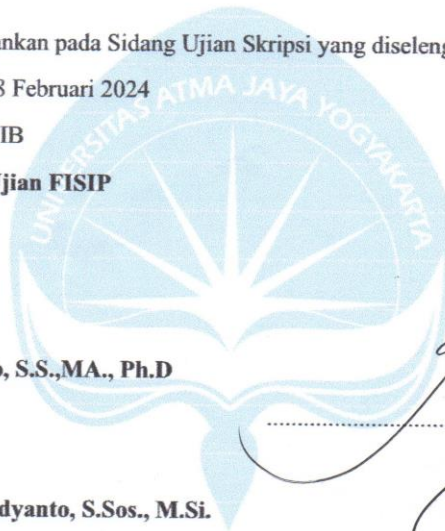 ankan pada Sidang Ujian Skripsi yang diseleng
8 Februari 2024
IB
Ujian FISIP
UNIVERSITAS ATMA JAYA YOGYAKARTA
o, S.S.,MA., Ph.D
dyanto, S.Sos., M.Si.